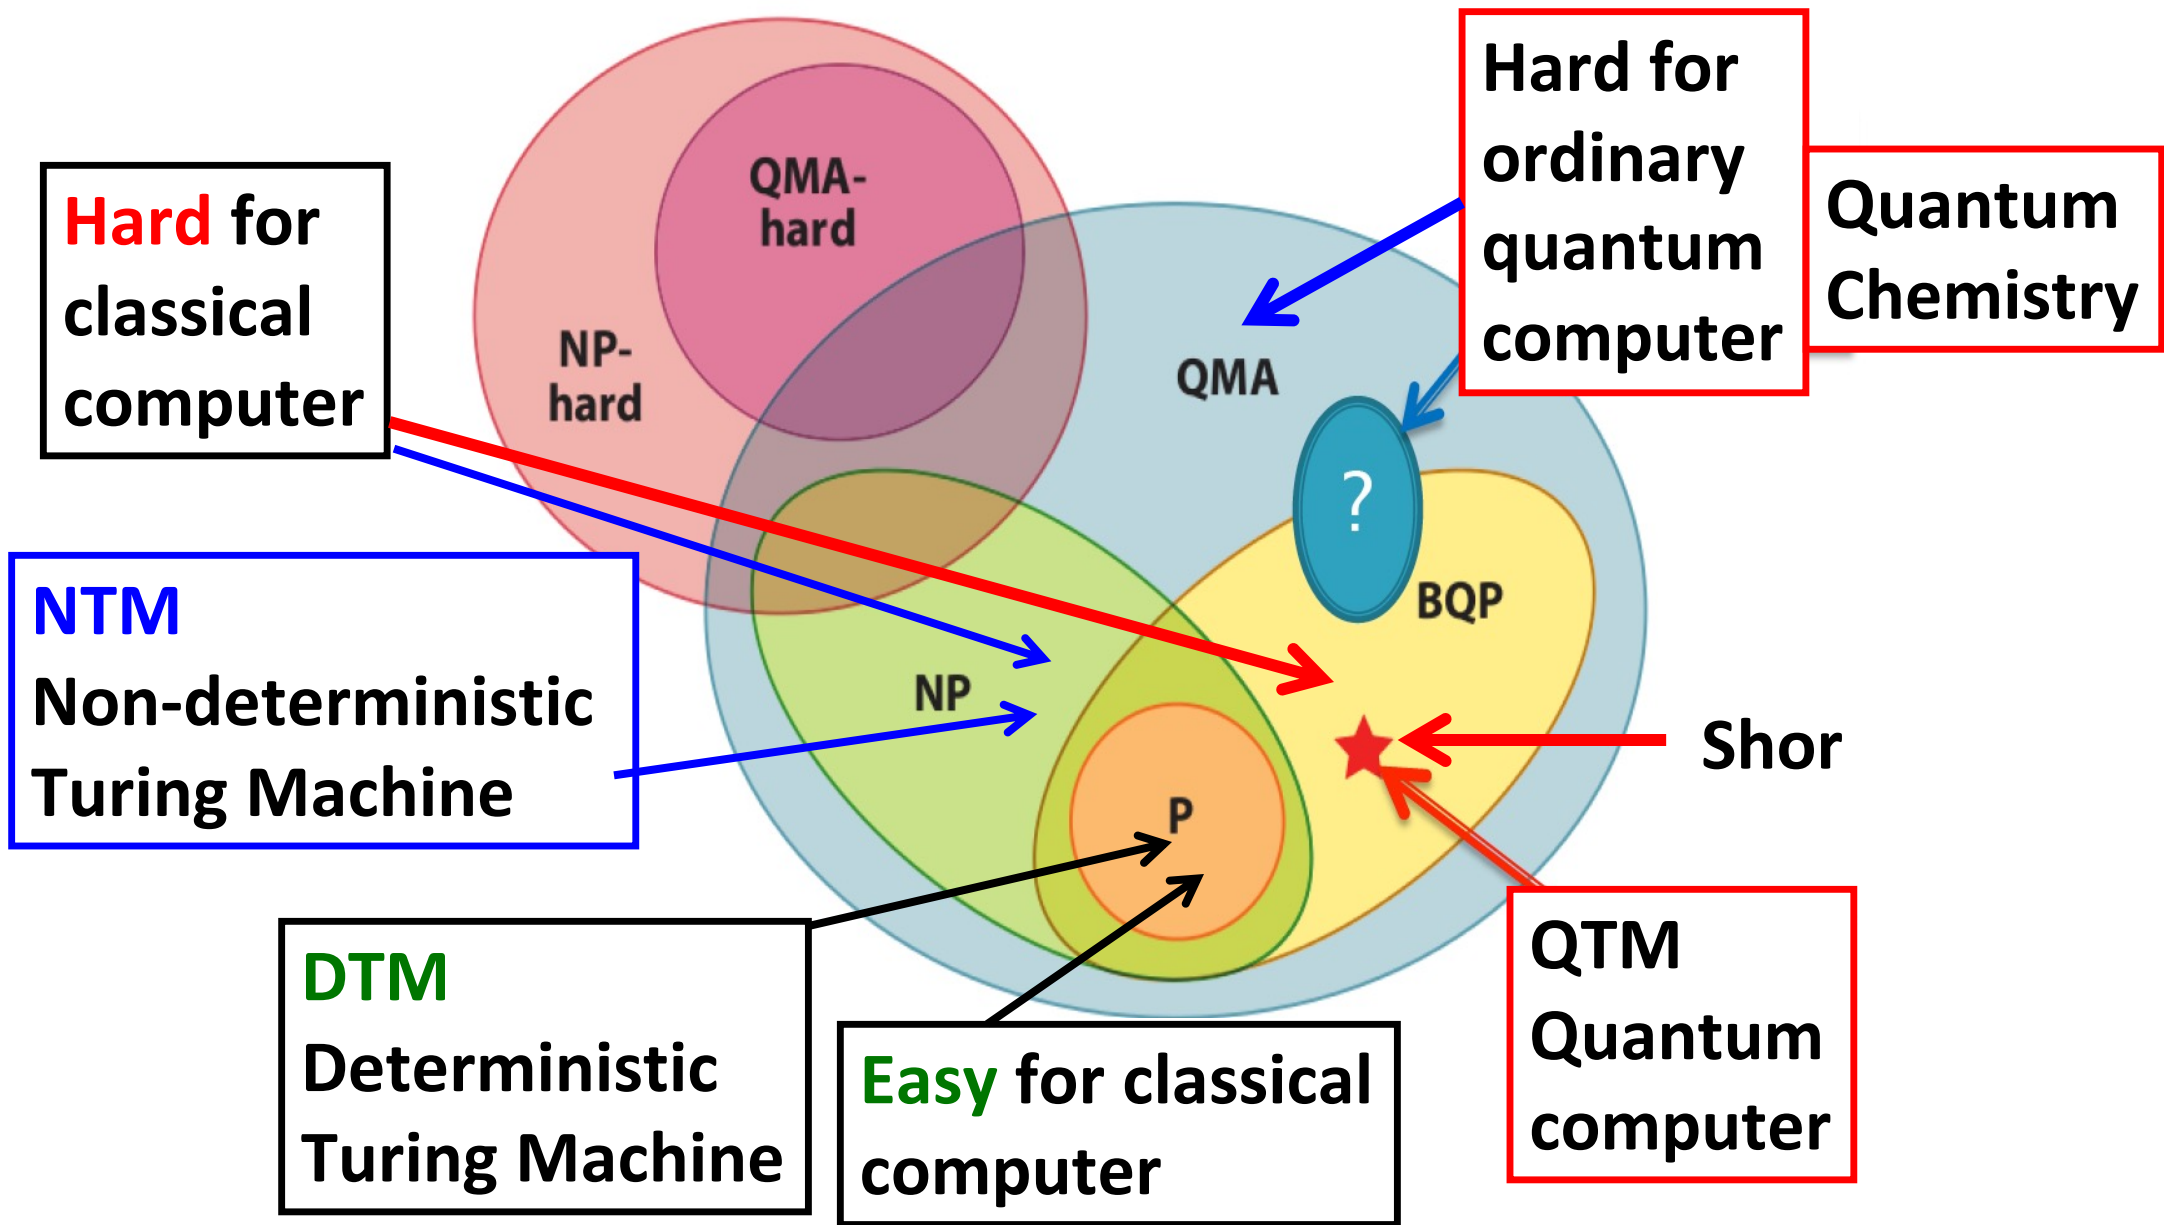 Hard for
classical
computer
QMA-
hard
NP-
hard
Hard for
ordinary
quantum
computer
Quantum
Chemistry
QMA
?
BQP
NTM
Non-deterministic
Turing Machine
NP
P
Shor
DTM
Deterministic
Turing Machine
Easy for classical
computer
QTM
Quantum
computer